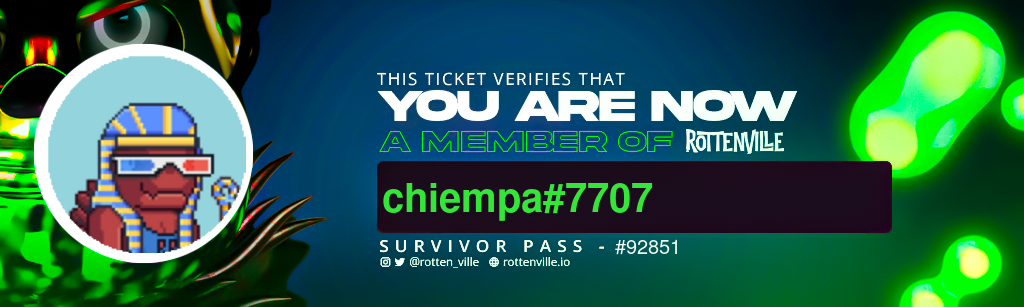 THIS TICKET VERIFIES THAT
YOU ARE NOW
A MEMBER OF ROTTENVILLE
chiempa#7707
SURVIVOR PASS - #92851
@rotten_ville rottenville.io